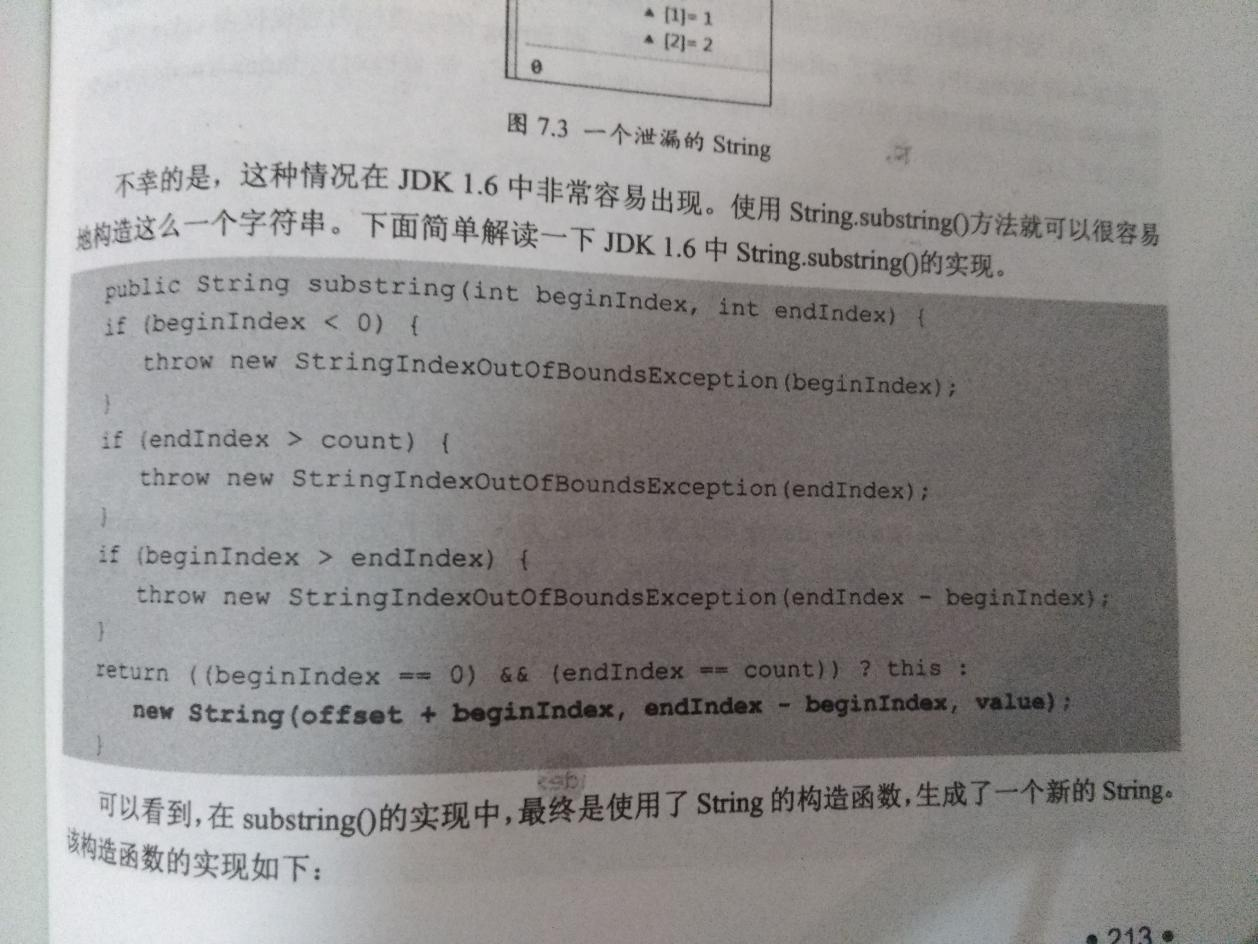 ▲ [1]= 1
▲ [2]= 2
0
图 7.3 一个泄漏的 String
不幸的是，这种情况在 JDK 1.6 中非常容易出现。使用 String.substring()方法就可以很容易
地构造这么一个字符串。下面简单解读一下 JDK 1.6 中 String.substring()的实现。
public String substring(int beginIndex, int endIndex) {
if (beginIndex < 0) {
throw new StringIndexOutOfBoundsException(beginIndex);
}
if (endIndex > count) {
throw new StringIndexOutOfBoundsException(endIndex);
}
if (beginIndex > endIndex) {
throw new StringIndexOutOfBoundsException(endIndex - beginIndex);
}
return ((beginIndex == 0) && (endIndex == count)) ? this :
new String(offset + beginIndex, endIndex - beginIndex, value);
}
可以看到，在 substring()的实现中，最终是使用了 String 的构造函数，生成了一个新的 String。
该构造函数的实现如下：
• 213 •